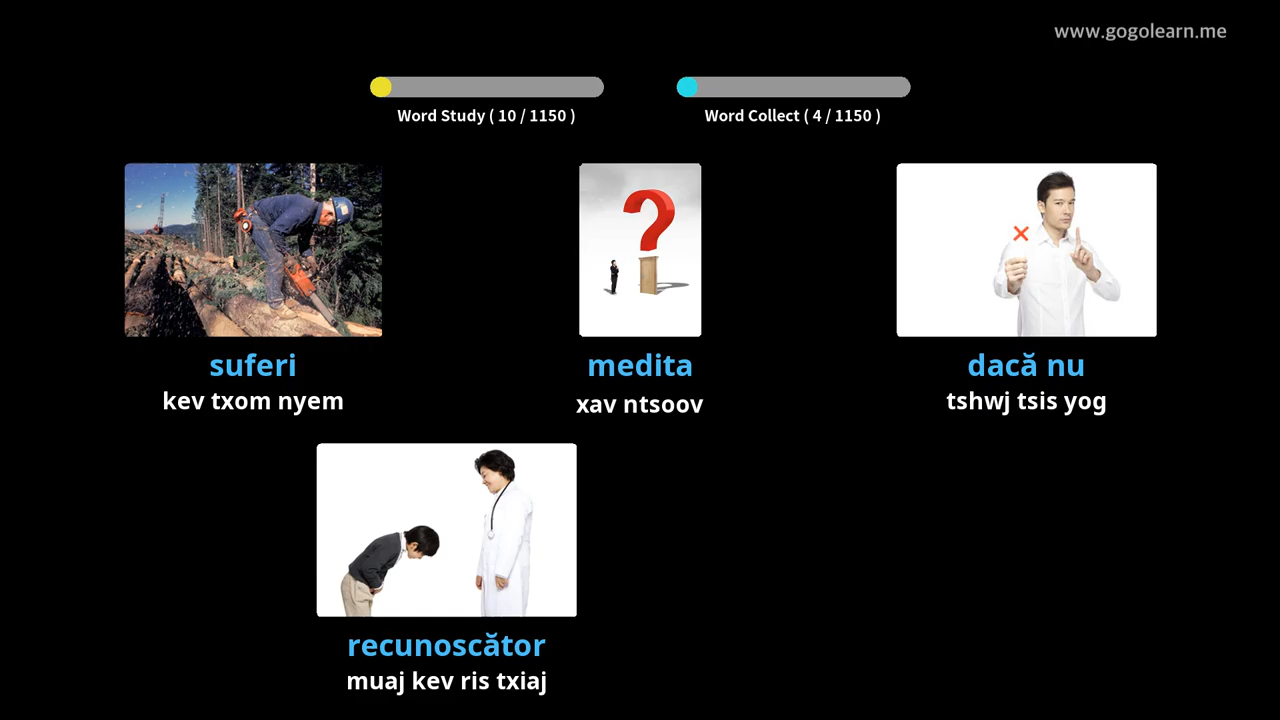 www.gogolearn.me
Word Study ( 10 / 1150 )
Word Collect ( 4 / 1150 )
suferi
kev txom nyem
medita
xav ntsoov
dacă nu
tshwj tsis yog
recunoscător
muaj kev ris txiaj